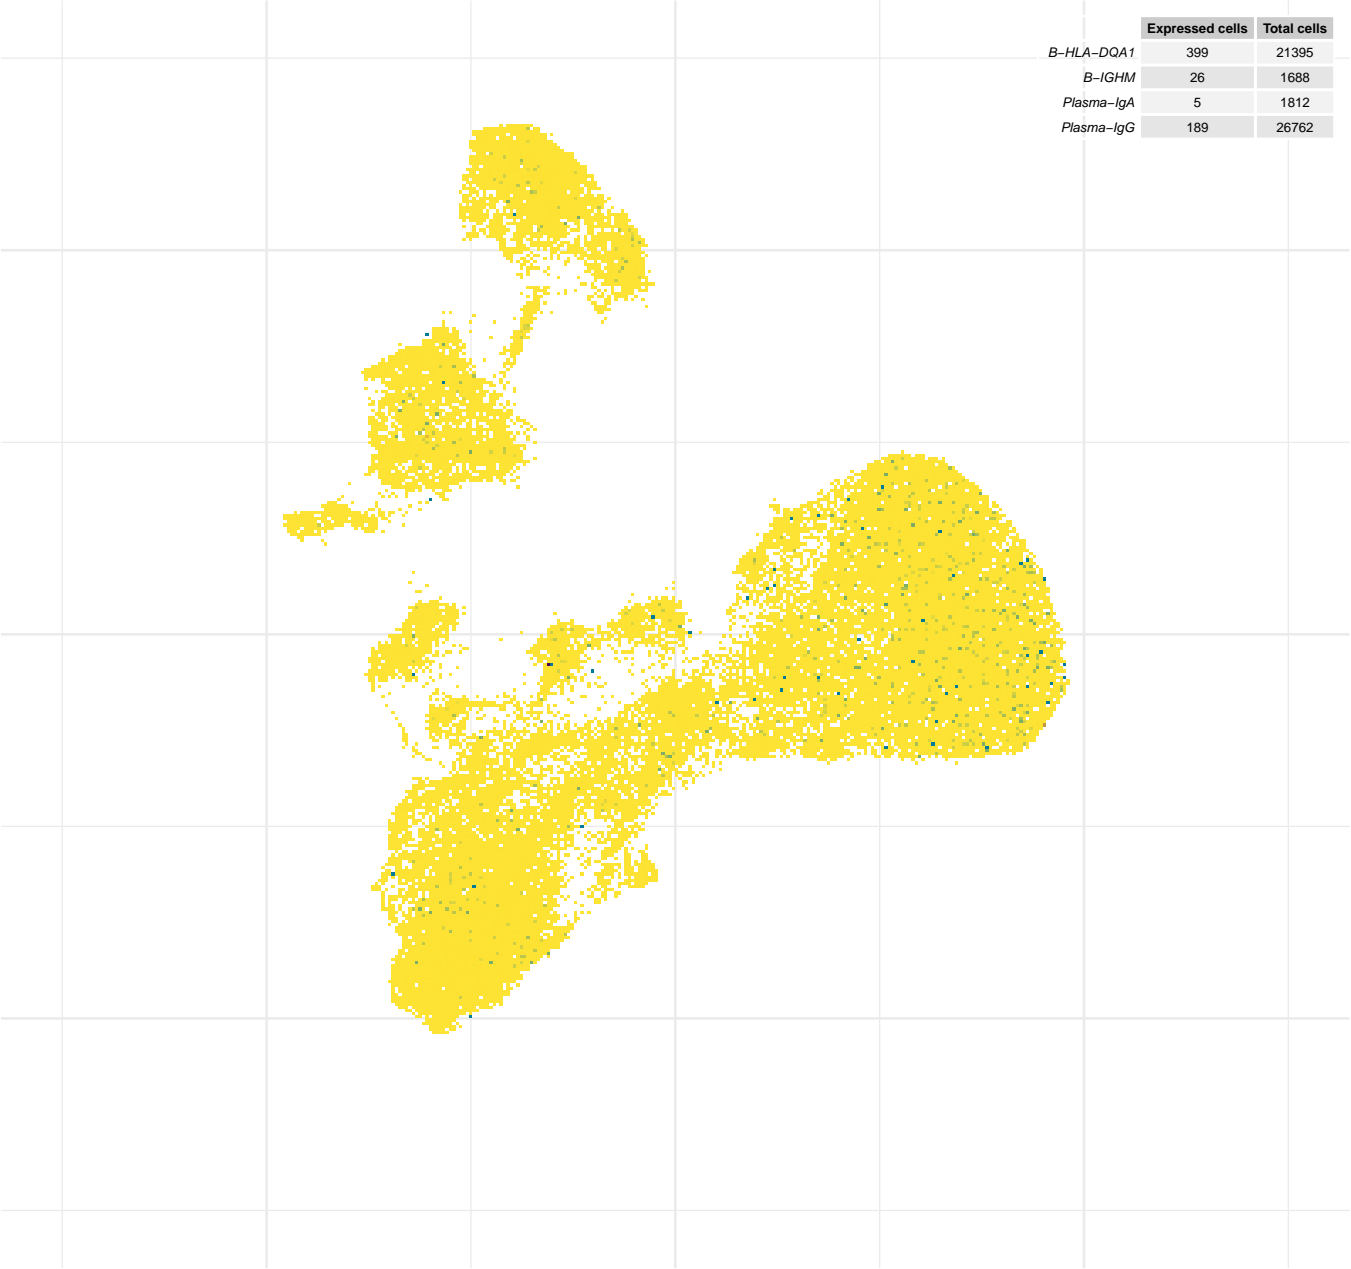 Expressed cells Total cells
B−HLA−DQA1 399 21395
B−IGHM 26 1688
Plasma−IgA 5 1812
Plasma−IgG 189 26762